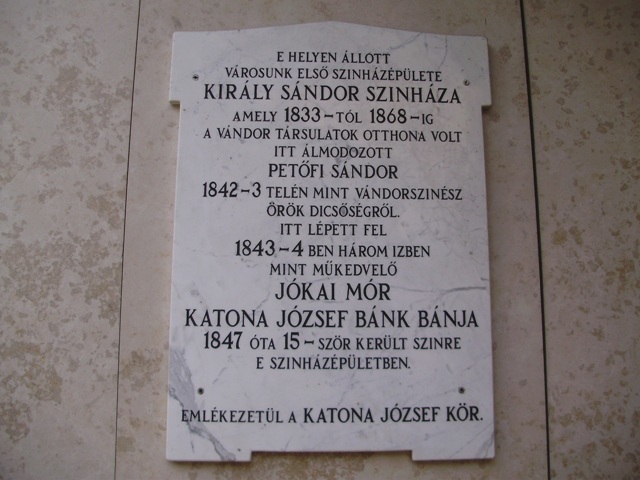 E HELYEN ÁLLOTT
VÁROSUNK ELSŐ SZINHÁZÉPÜLETE
KIRÁLY SÁNDOR SZINHÁZA
AMELY 1833-TÓL 1868-IG
A VÁNDOR TÁRSULATOK OTTHONA VOLT
ITT ÁLMODOZOTT
PETŐFI SÁNDOR
1842-3 TELÉN MINT VÁNDORSZINÉSZ
ÖRÖK DICSŐSÉGRŐL.
ITT LÉPETT FEL
1843-4 BEN HÁROM IZBEN
MINT MŰKEDVELŐ
JÓKAI MÓR
KATONA JÓZSEF BÁNK BÁNJA
1847 ÓTA 15-SZÖR KERÜLT SZINRE
E SZINHÁZÉPÜLETBEN.
EMLÉKEZETÜL A KATONA JÓZSEF KÖR.